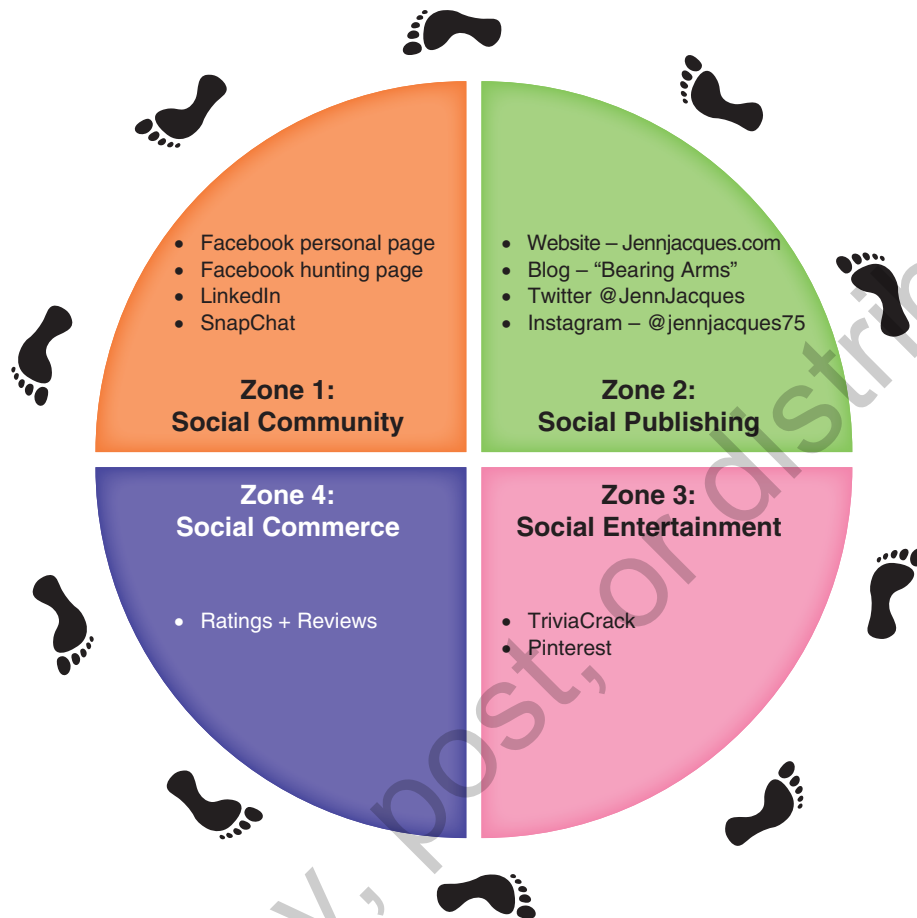 • Facebook personal page
• Facebook hunting page
• LinkedIn
• SnapChat
Zone 1:
Social Community
• Website – Jennjacques.com
• Blog – “Bearing Arms”
• Twitter @JennJacques
• Instagram – @jennjacques75
Zone 2:
Social Publishing
Zone 4:
Social Commerce
• Ratings + Reviews
Zone 3:
Social Entertainment
• TriviaCrack
• Pinterest
post, or